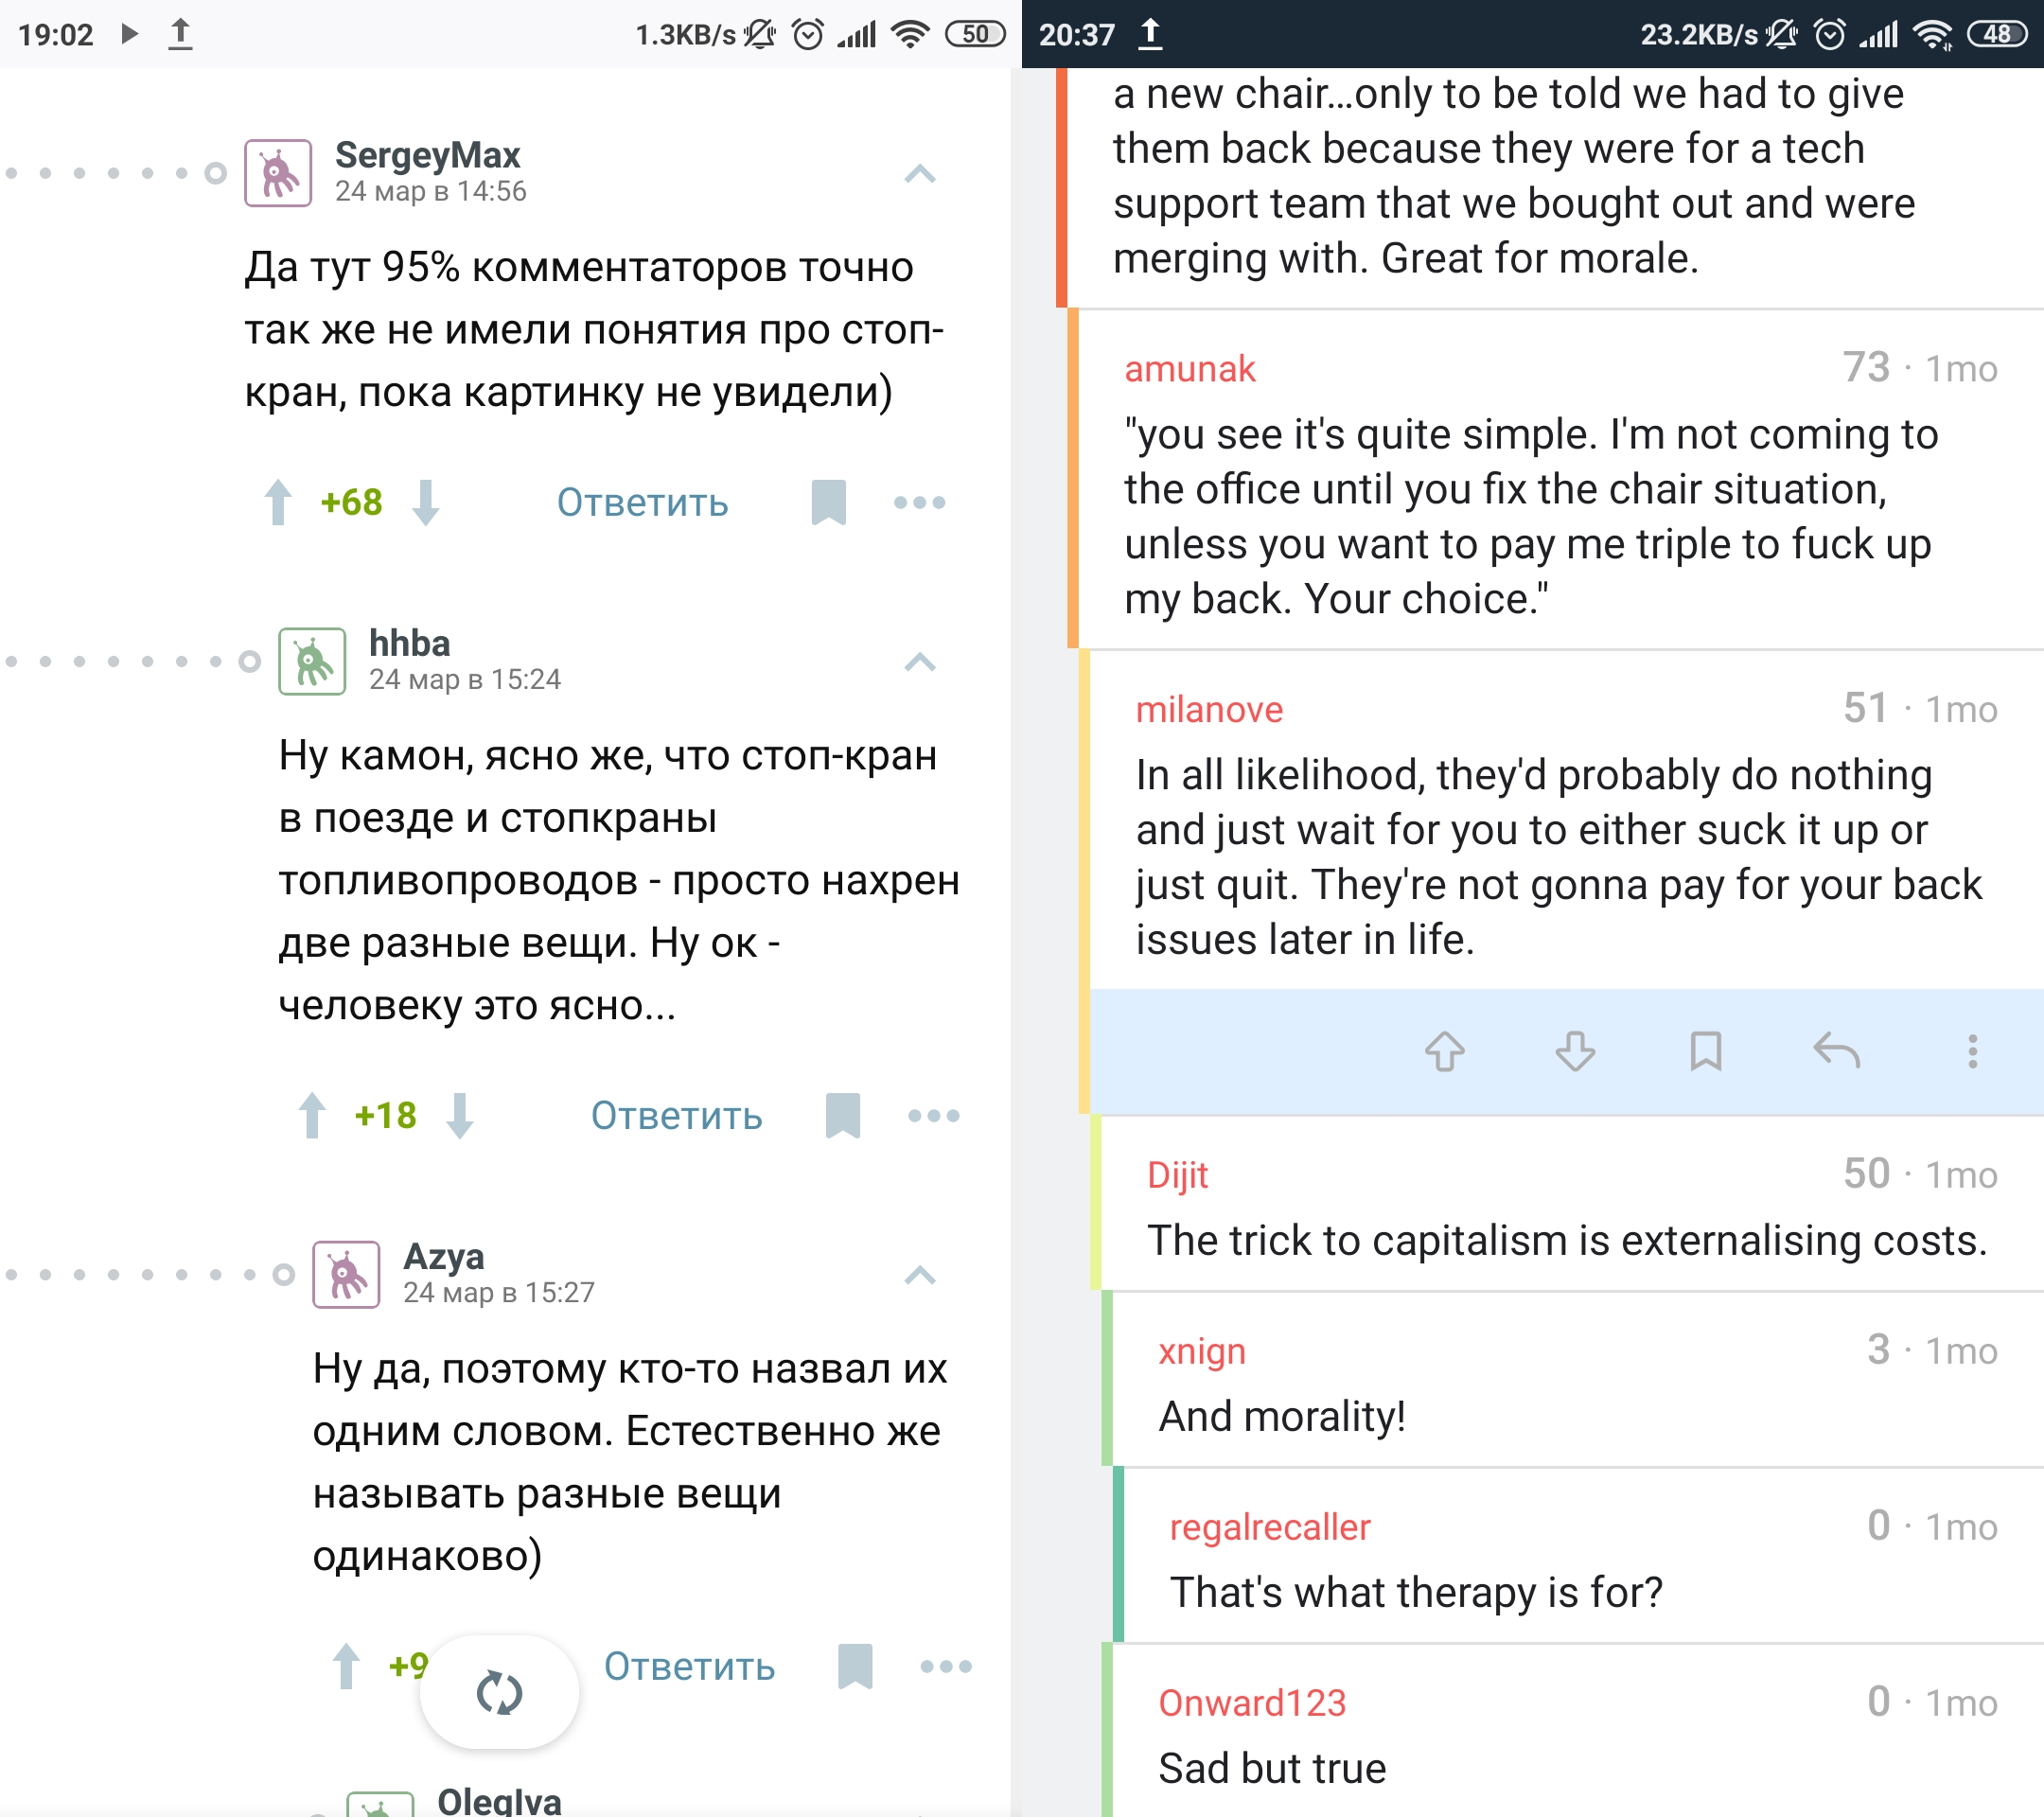 19:02
1.3KB/s
50
SergeyMax
24 мар в 14:56
Да тут 95% комментаторов точно
так же не имели понятия про стоп-
кран, пока картинку не увидели)
+68
Ответить
hhba
24 мар в 15:24
Ну камон, ясно же, что стоп-кран
в поезде и стопкраны
топливопроводов - просто нахрен
две разные вещи. Ну ок -
человеку это ясно...
+18
Ответить
Azya
24 мар в 15:27
Ну да, поэтому кто-то назвал их
одним словом. Естественно же
называть разные вещи
одинаково)
+9
Ответить
OlegIva
20:37
23.2KB/s
48
a new chair...only to be told we had to give
them back because they were for a tech
support team that we bought out and were
merging with. Great for morale.
amunak
73 · 1mo
"you see it's quite simple. I'm not coming to
the office until you fix the chair situation,
unless you want to pay me triple to fuck up
my back. Your choice."
milanove
51 · 1mo
In all likelihood, they'd probably do nothing
and just wait for you to either suck it up or
just quit. They're not gonna pay for your back
issues later in life.
Dijit
50 · 1mo
The trick to capitalism is externalising costs.
xnign
3 · 1mo
And morality!
regalrecaller
0 · 1mo
That's what therapy is for?
Onward123
0 · 1mo
Sad but true